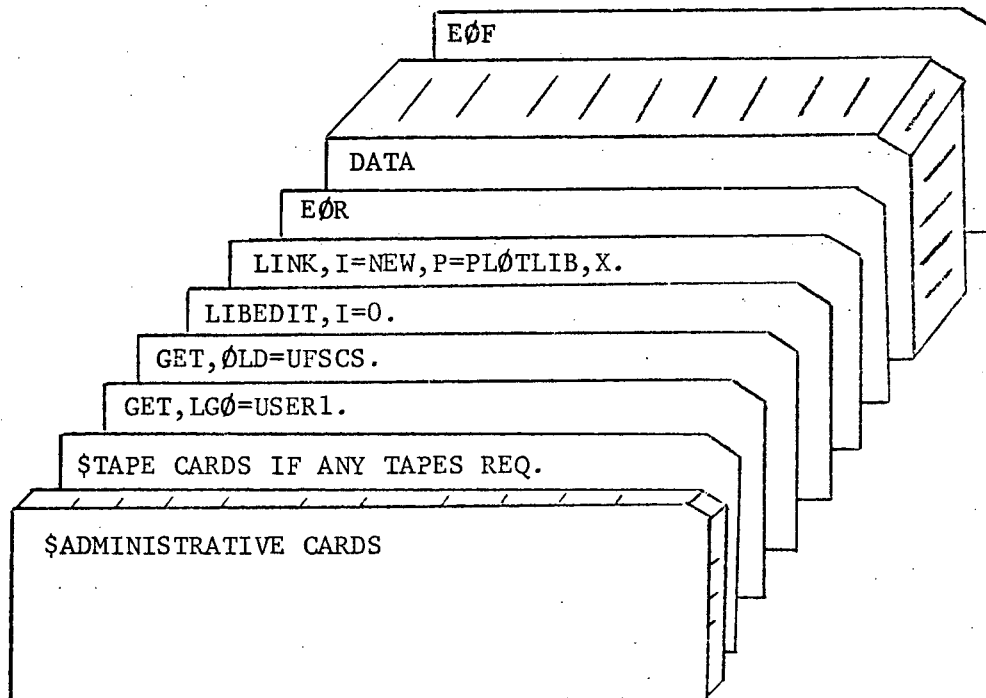 EØF
DATA
EØR
LINK,I=NEW,P=PLØTLIB,X.
LIBEDIT,I=0.
GET,ØLD=UFSCS.
GET,LGØ=USER1.
$TAPE CARDS IF ANY TAPES REQ.
$ADMINISTRATIVE CARDS